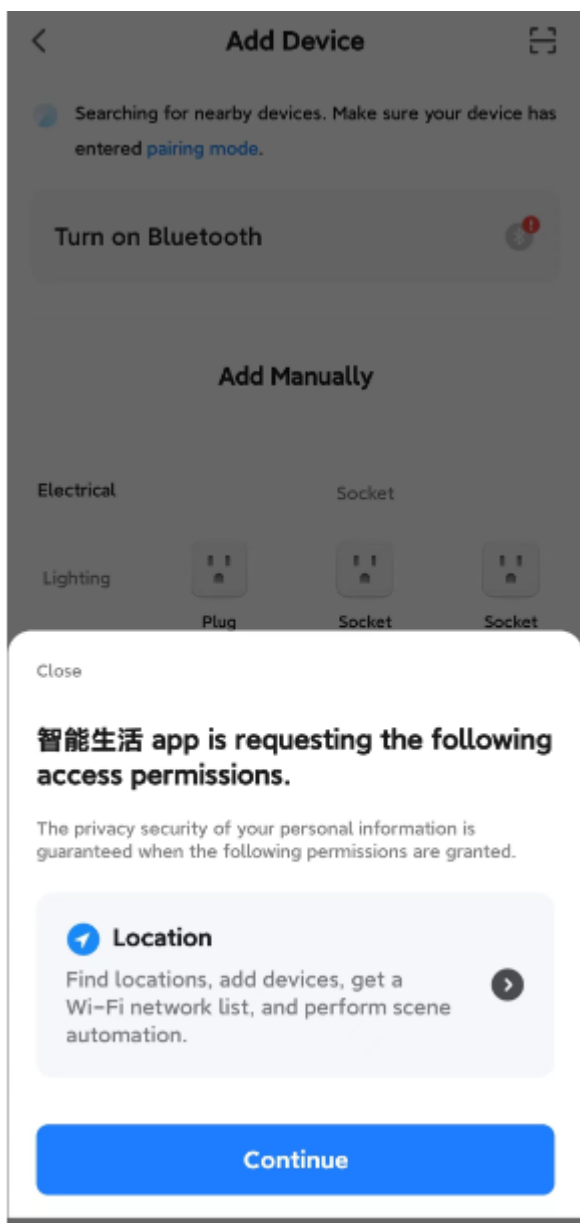 Add Device
Searching for nearby devices. Make sure your device has
entered pairing mode.
Turn on Bluetooth
Add Manually
Electrical
Socket
Lighting
Plug
Socket
Socket
Close
智能生活 app is requesting the following
access permissions.
The privacy security of your personal information is
guaranteed when the following permissions are granted.
Location
Find locations, add devices, get a
Wi-Fi network list, and perform scene
automation.
Continue